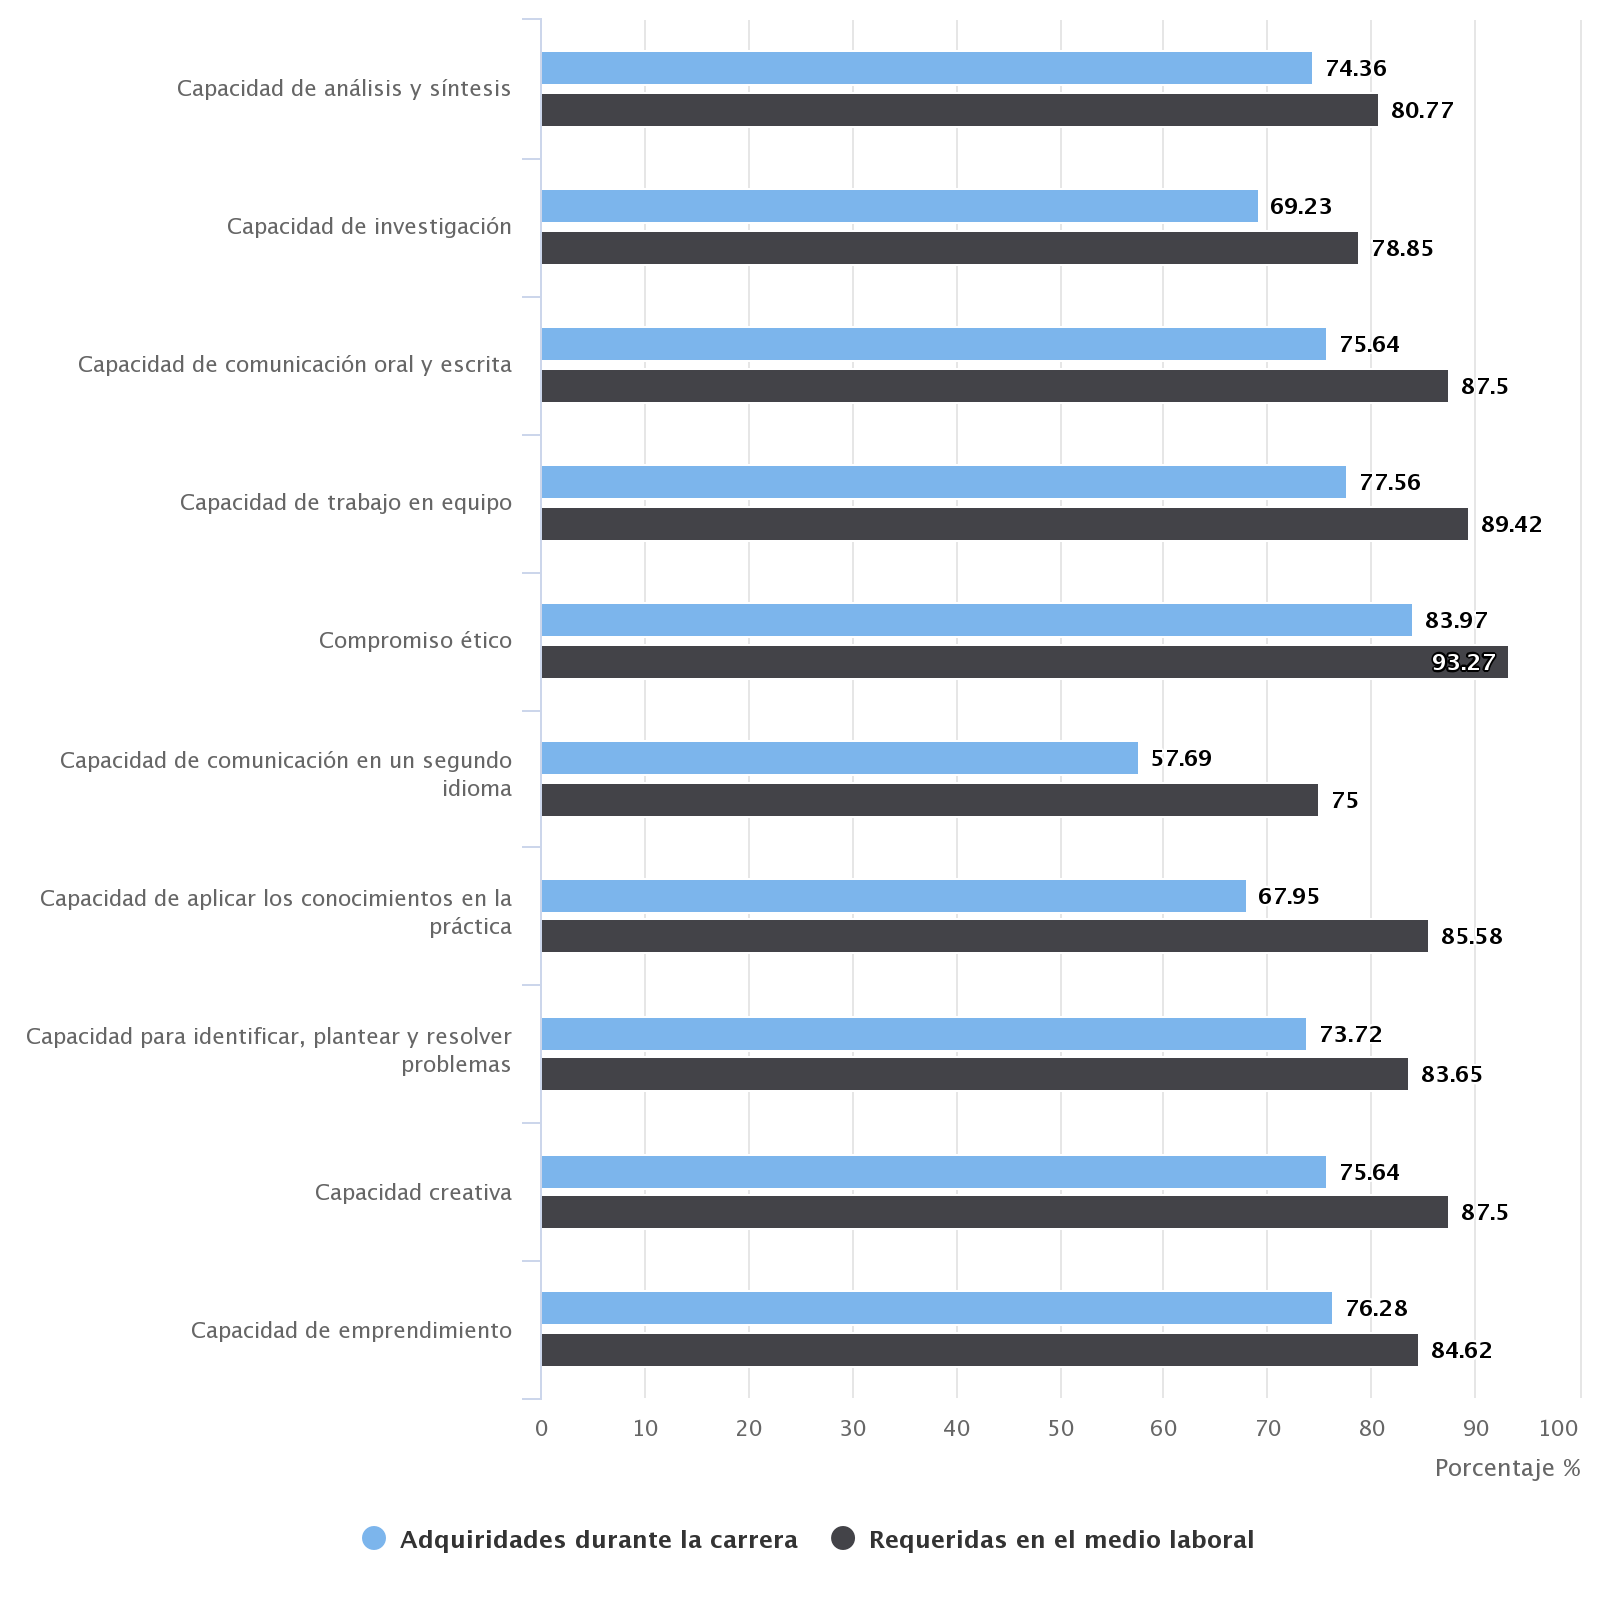 Capacidad de análisis y síntesis
74.36
80.77
Capacidad de investigación
69.23
78.85
Capacidad de comunicación oral y escrita
75.64
87.5
Capacidad de trabajo en equipo
77.56
89.42
Compromiso ético
83.97
93.27
Capacidad de comunicación en un segundo
idioma
57.69
75
Capacidad de aplicar los conocimientos en la
práctica
67.95
85.58
Capacidad para identificar, plantear y resolver
problemas
73.72
83.65
Capacidad creativa
75.64
87.5
Capacidad de emprendimiento
76.28
84.62
0 10 20 30 40 50 60 70 80 90 100
Porcentaje %
Adquiridades durante la carrera Requeridas en el medio laboral